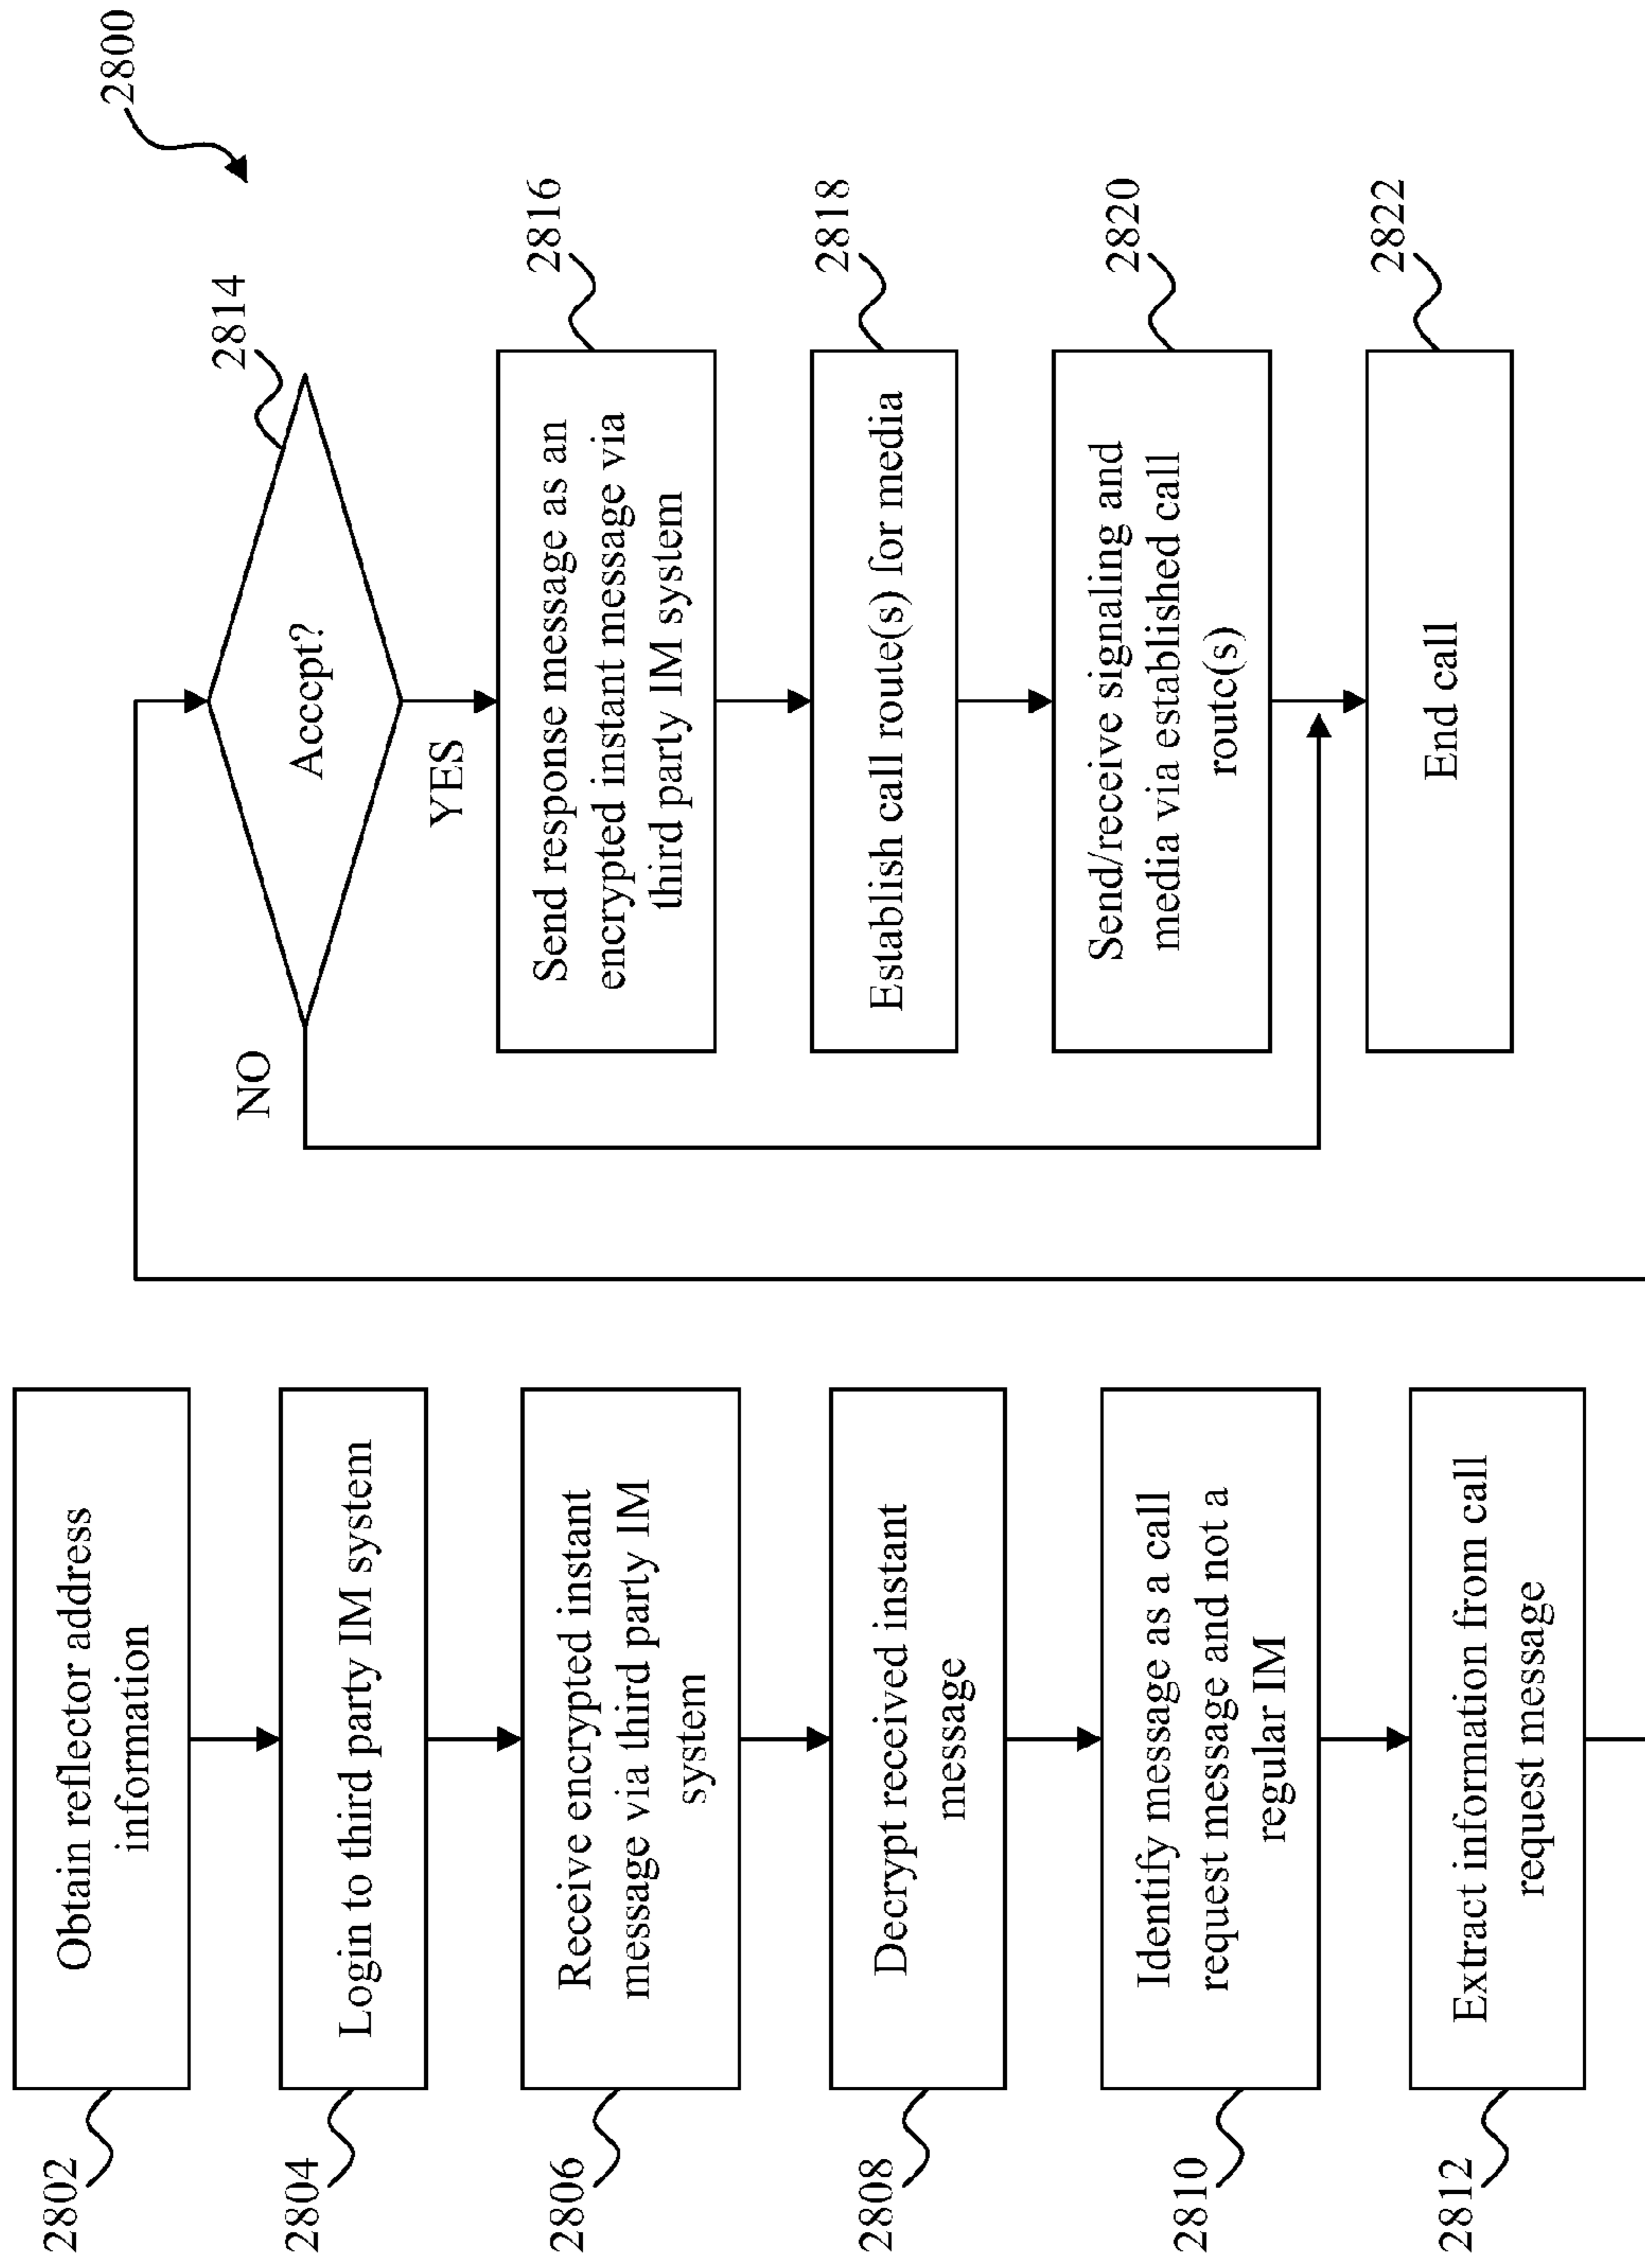 2800
2802
Obtain reflector address
information
2804
Login to third party IM system
2806
Receive encrypted instant
message via third party IM
system
2808
Decrypt received instant
message
2810
Identify message as a call
request message and not a
regular IM
2812
Extract information from call
request message
2814
Accept?
NO
YES
2816
Send response message as an
encrypted instant message via
third party IM system
2818
Establish call route(s) for media
2820
Send/receive signaling and
media via established call
route(s)
2822
End call